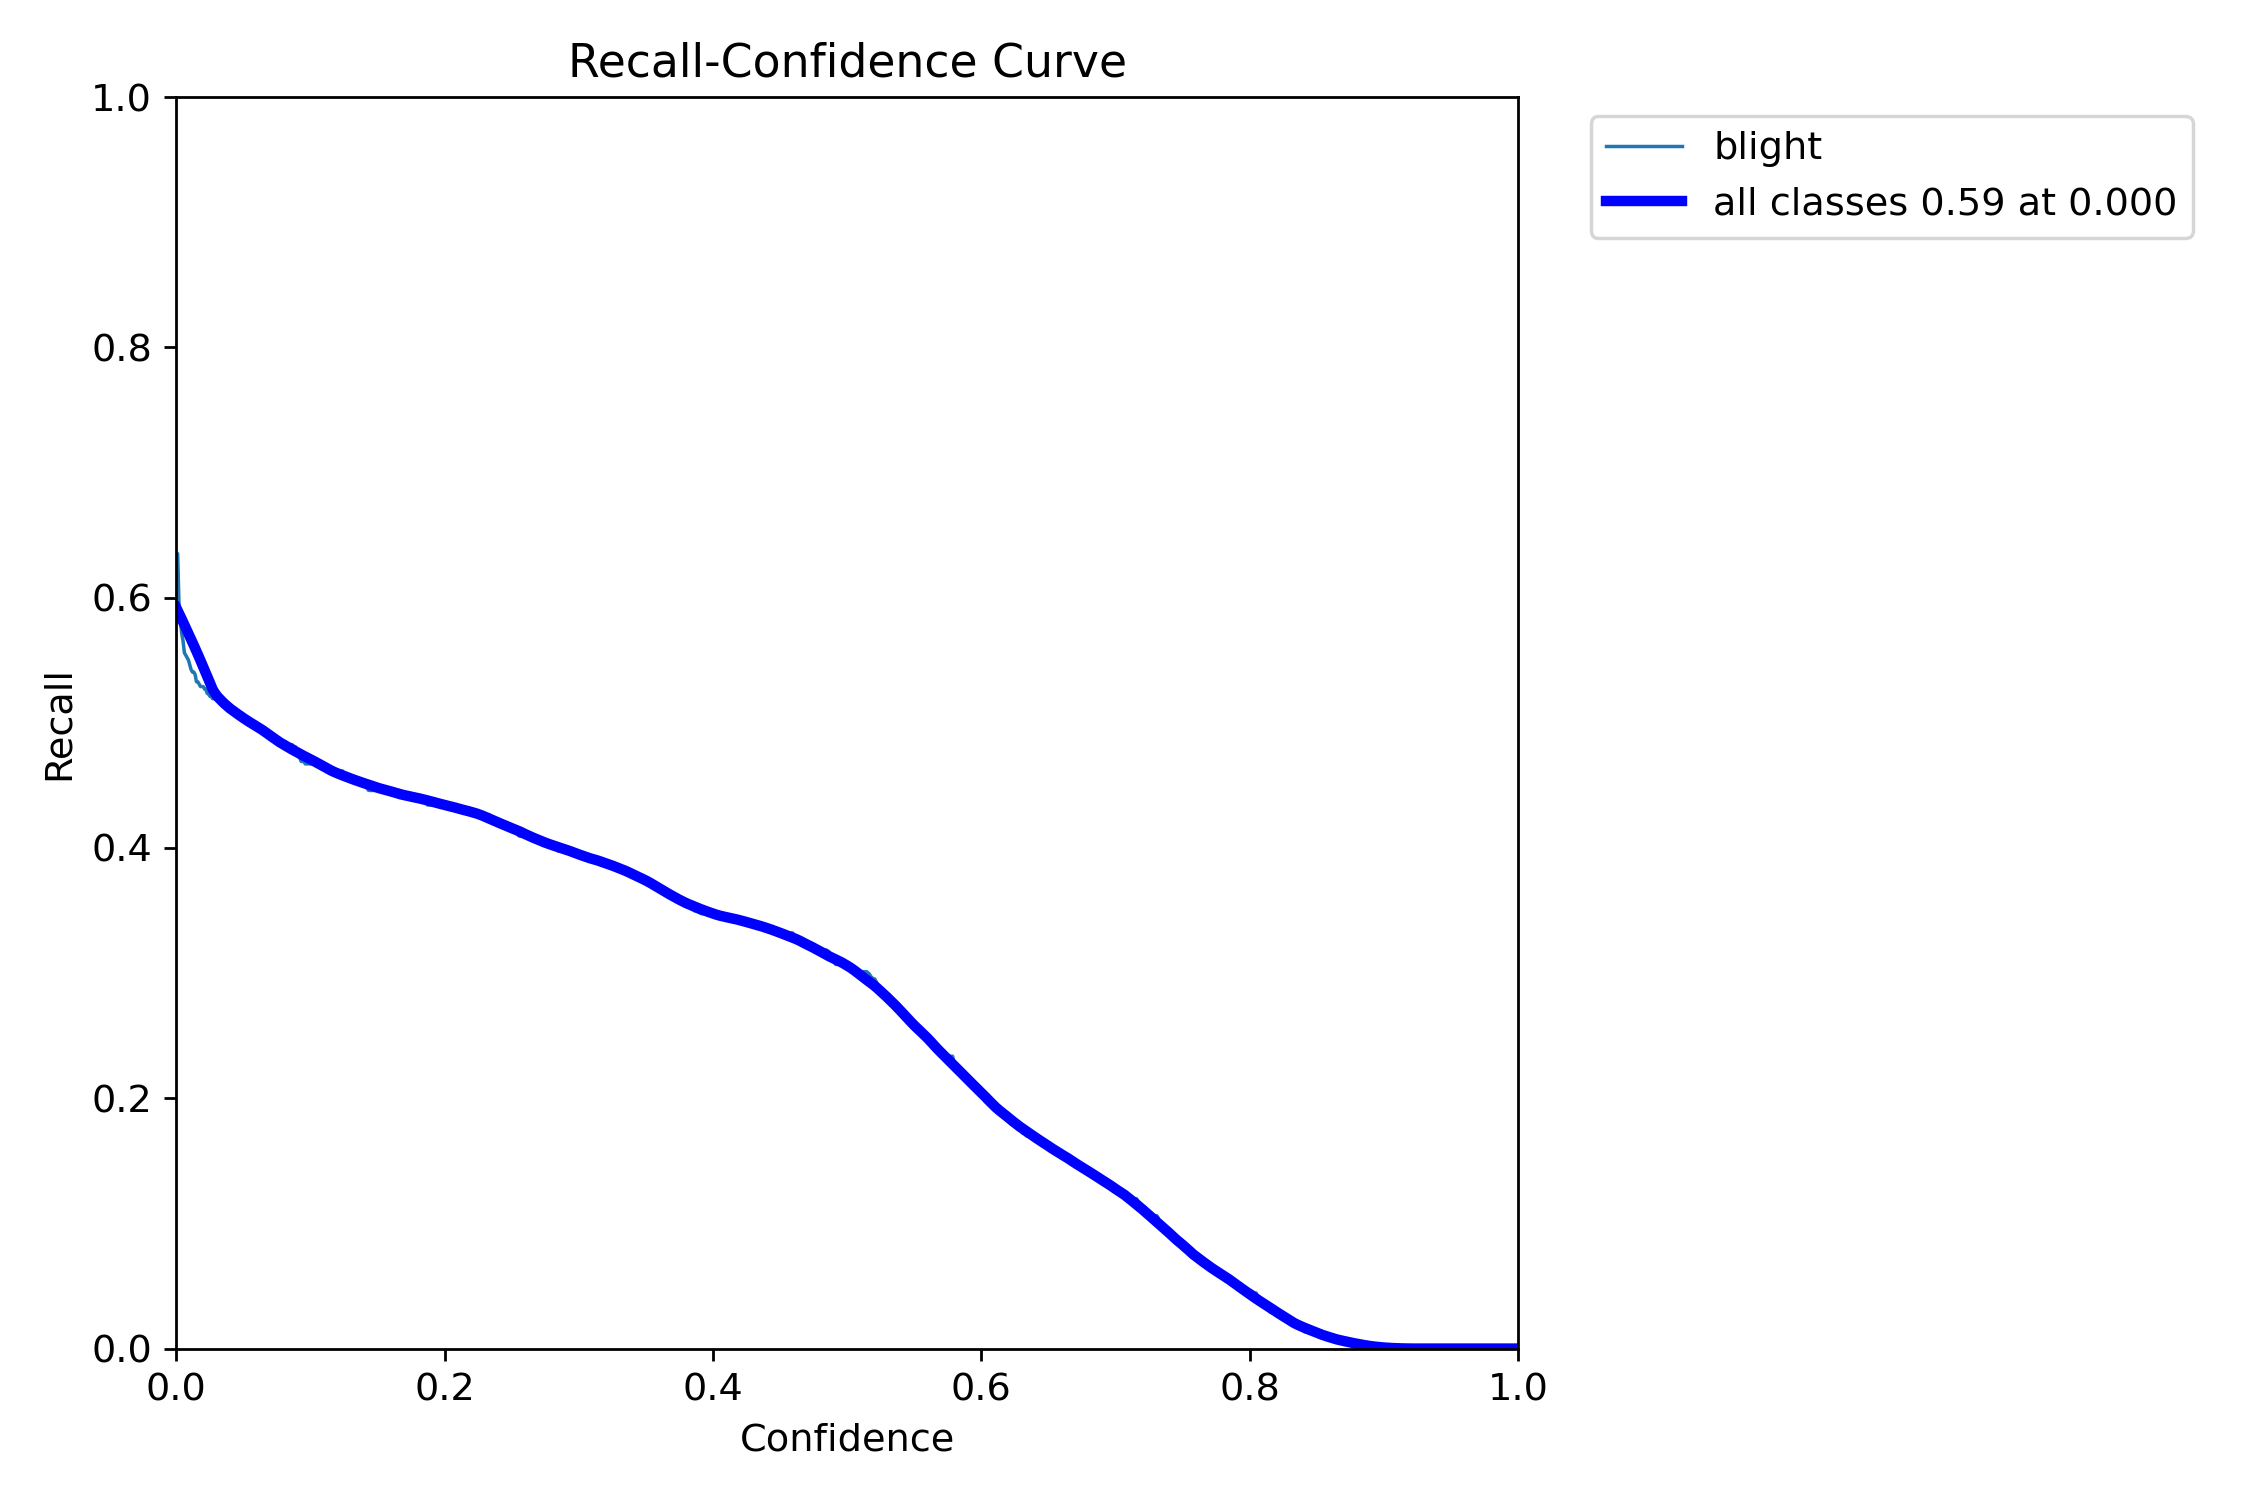 Recall-Confidence Curve
1.0
0.8
0.6
0.4
0.2
0.0
Recall
0.0 0.2 0.4 0.6 0.8 1.0
Confidence
blight
all classes 0.59 at 0.000